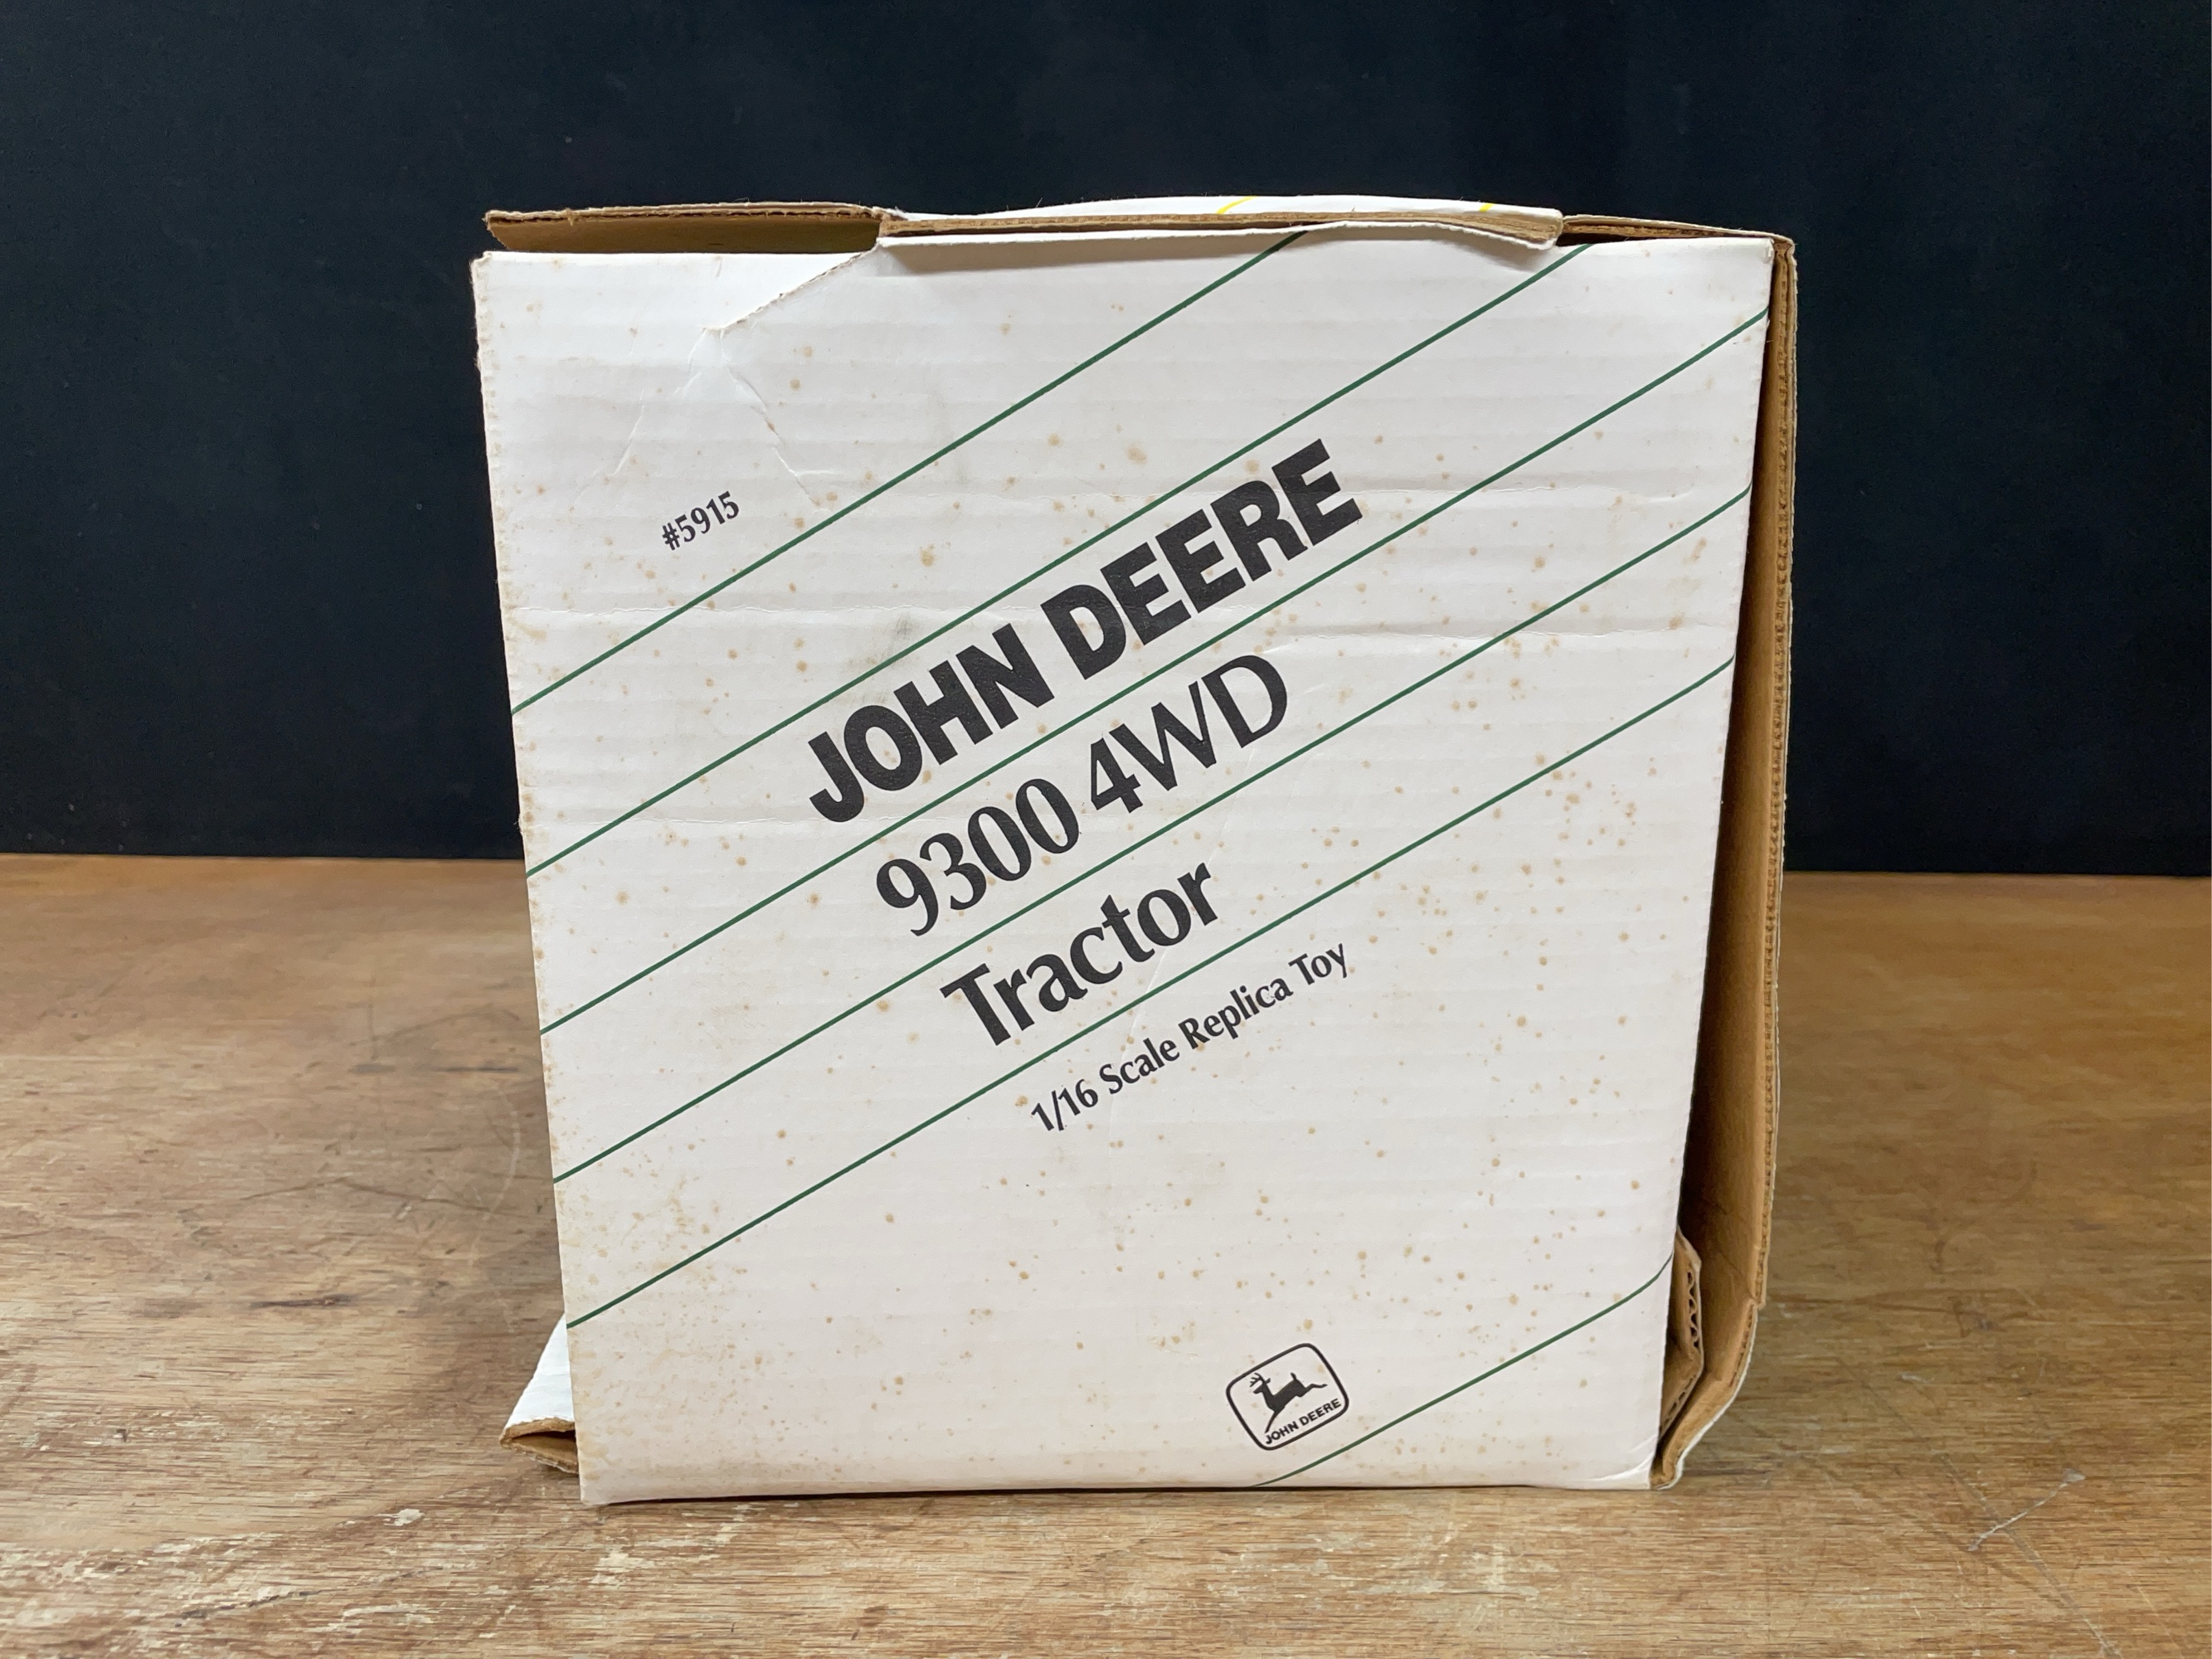 #5915
JOHN DEERE
9300 4WD
Tractor
1/16 Scale Replica Toy
JOHN DEERE